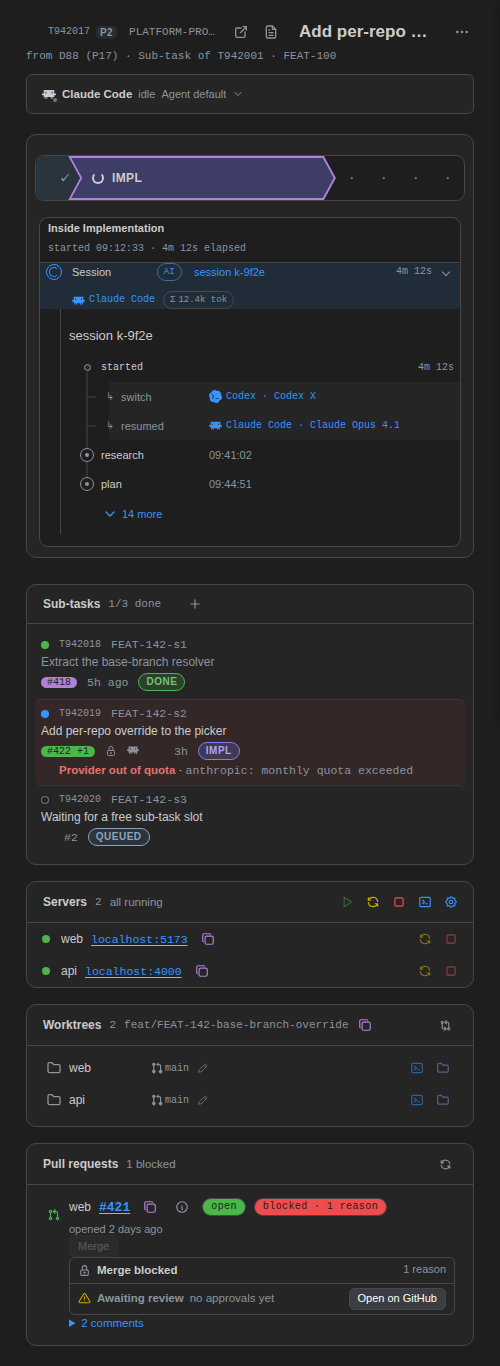 T942017 P2 PLATFORM-PRO… Add per-repo …
from D88 (P17) · Sub-task of T942001 · FEAT-100
Claude Code idle Agent default
✓ IMPL
Inside Implementation
started 09:12:33 · 4m 12s elapsed
Session AI session k-9f2e 4m 12s
Claude Code Σ 12.4k tok
session k-9f2e
started 4m 12s
↳ switch Codex · Codex X
↳ resumed Claude Code · Claude Opus 4.1
research 09:41:02
plan 09:44:51
14 more
Sub-tasks 1/3 done
T942018 FEAT-142-s1
Extract the base-branch resolver
#418 5h ago DONE
T942019 FEAT-142-s2
Add per-repo override to the picker
#422 +1 3h IMPL
Provider out of quota · anthropic: monthly quota exceeded
T942020 FEAT-142-s3
Waiting for a free sub-task slot
#2 QUEUED
Servers 2 all running
web localhost:5173
api localhost:4000
Worktrees 2 feat/FEAT-142-base-branch-override
web main
api main
Pull requests 1 blocked
web #421 open blocked · 1 reason
opened 2 days ago
Merge
Merge blocked 1 reason
Awaiting review no approvals yet Open on GitHub
2 comments